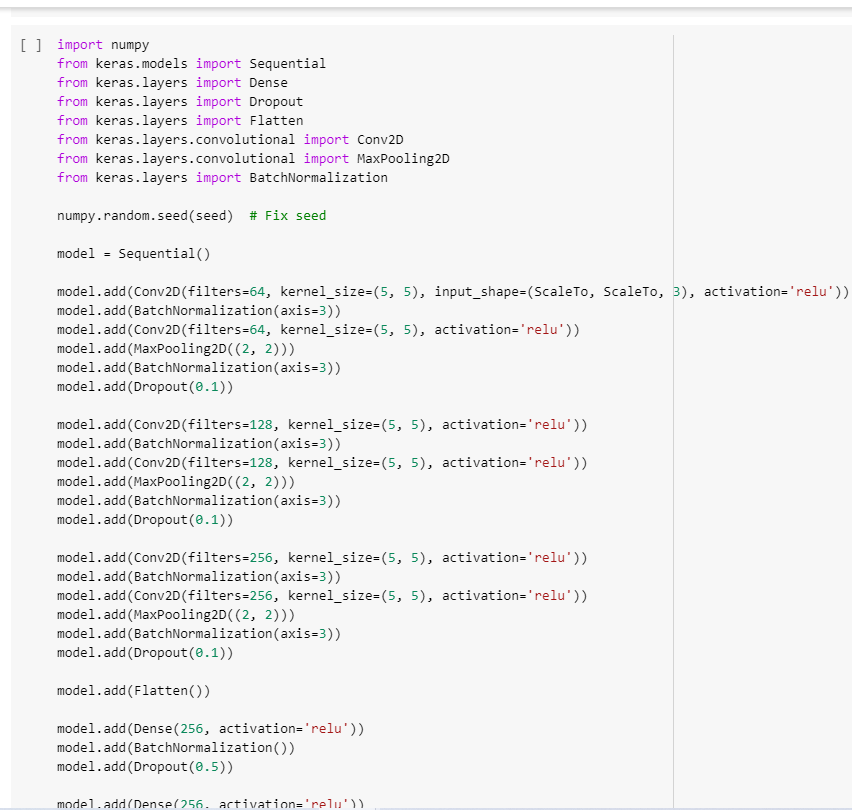 [ ] import numpy
from keras.models import Sequential
from keras.layers import Dense
from keras.layers import Dropout
from keras.layers import Flatten
from keras.layers.convolutional import Conv2D
from keras.layers.convolutional import MaxPooling2D
from keras.layers import BatchNormalization
numpy.random.seed(seed)  # Fix seed
model = Sequential()
model.add(Conv2D(filters=64, kernel_size=(5, 5), input_shape=(ScaleTo, ScaleTo, 3), activation='relu'))
model.add(BatchNormalization(axis=3))
model.add(Conv2D(filters=64, kernel_size=(5, 5), activation='relu'))
model.add(MaxPooling2D((2, 2)))
model.add(BatchNormalization(axis=3))
model.add(Dropout(0.1))
model.add(Conv2D(filters=128, kernel_size=(5, 5), activation='relu'))
model.add(BatchNormalization(axis=3))
model.add(Conv2D(filters=128, kernel_size=(5, 5), activation='relu'))
model.add(MaxPooling2D((2, 2)))
model.add(BatchNormalization(axis=3))
model.add(Dropout(0.1))
model.add(Conv2D(filters=256, kernel_size=(5, 5), activation='relu'))
model.add(BatchNormalization(axis=3))
model.add(Conv2D(filters=256, kernel_size=(5, 5), activation='relu'))
model.add(MaxPooling2D((2, 2)))
model.add(BatchNormalization(axis=3))
model.add(Dropout(0.1))
model.add(Flatten())
model.add(Dense(256, activation='relu'))
model.add(BatchNormalization())
model.add(Dropout(0.5))
model.add(Dense(256, activation='relu'))